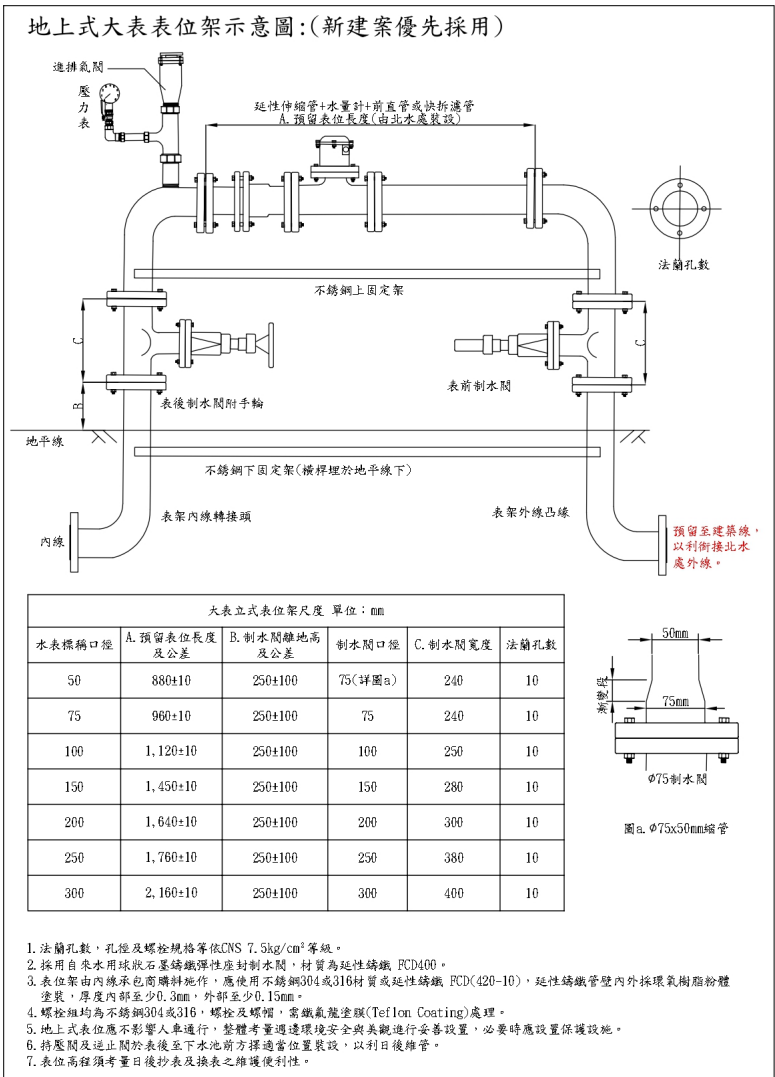 地上式大表表位架示意圖:(新建案優先採用)
進排氣閥
壓
力
表
延性伸縮管+水量計+前直管或快拆濾管
A.預留表位長度(由北水處裝設)
法蘭孔數
不銹鋼上固定架
C
C
表後制水閥附手輪
表前制水閥
B
地平線
不銹鋼下固定架(橫桿埋於地平線下)
表架內線轉接頭
表架外線凸緣
內線
預留至建築線，
以利銜接北水
處外線。
大表立式表位架尺度 單位：mm
水表標稱口徑 A.預留表位長度及公差 B.制水閥離地高及公差 制水閥口徑 C.制水閥寬度 法蘭孔數
50 880±10 250±100 75(詳圖a) 240 10
75 960±10 250±100 75 240 10
100 1,120±10 250±100 100 250 10
150 1,450±10 250±100 150 280 10
200 1,640±10 250±100 200 300 10
250 1,760±10 250±100 250 380 10
300 2,160±10 250±100 300 400 10
50mm
漸變段
75mm
Ø75制水閥
圖a.Ø75x50mm縮管
1.法蘭孔數，孔徑及螺栓規格等依CNS 7.5kg/cm²等級。
2.採用自來水用球狀石墨鑄鐵彈性座封制水閥，材質為延性鑄鐵 FCD400。
3.表位架由內線承包商購料施作，應使用不銹鋼304或316材質或延性鑄鐵 FCD(420-10)，延性鑄鐵管壁內外採環氧樹脂粉體
塗裝，厚度內部至少0.3mm，外部至少0.15mm。
4.螺栓組均為不銹鋼304或316，螺栓及螺帽，需鐵氟龍塗膜(Teflon Coating)處理。
5.地上式表位應不影響人車通行，整體考量週邊環境安全與美觀進行妥善設置，必要時應設置保護設施。
6.持壓閥及逆止閥於表後至下水池前方擇適當位置裝設，以利日後維管。
7.表位高程須考量日後抄表及換表之維護便利性。